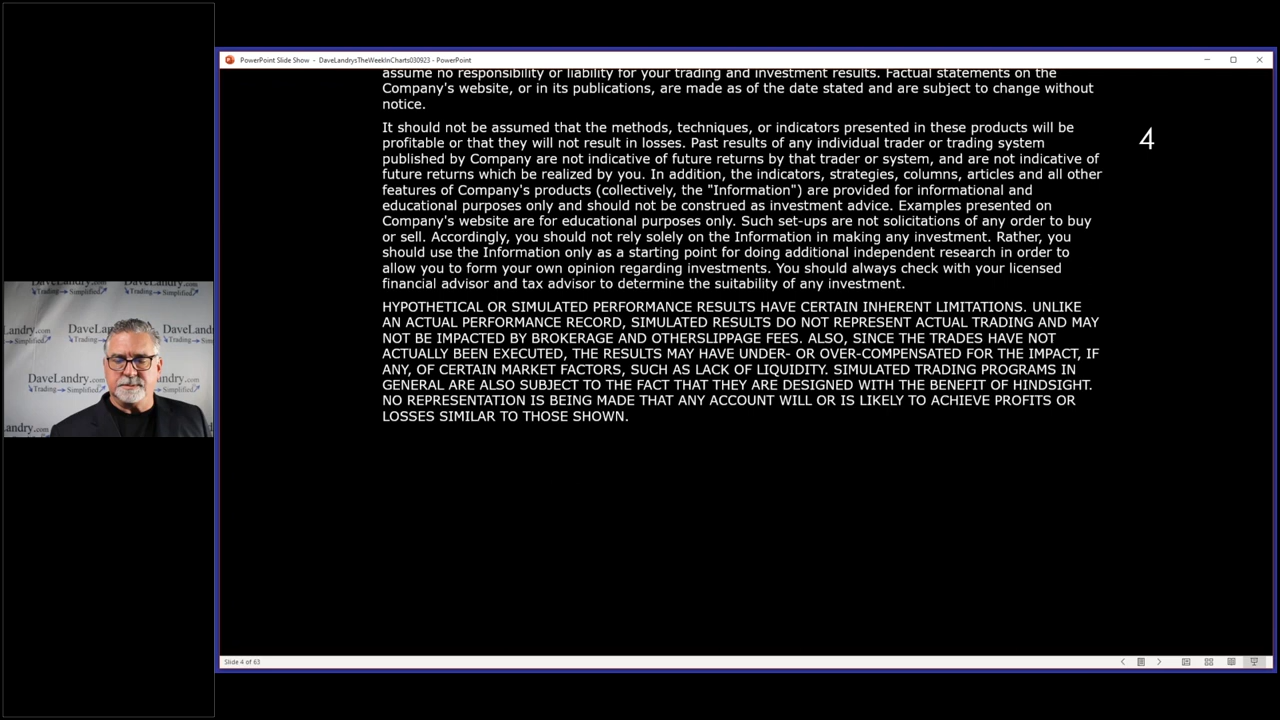 PowerPoint Slide Show - DaveLandrysTheWeekInCharts030923 - PowerPoint
assume no responsibility or liability for your trading and investment results. Factual statements on the
Company's website, or in its publications, are made as of the date stated and are subject to change without
notice.
It should not be assumed that the methods, techniques, or indicators presented in these products will be
profitable or that they will not result in losses. Past results of any individual trader or trading system
published by Company are not indicative of future returns by that trader or system, and are not indicative of
future returns which be realized by you. In addition, the indicators, strategies, columns, articles and all other
features of Company's products (collectively, the "Information") are provided for informational and
educational purposes only and should not be construed as investment advice. Examples presented on
Company's website are for educational purposes only. Such set-ups are not solicitations of any order to buy
or sell. Accordingly, you should not rely solely on the Information in making any investment. Rather, you
should use the Information only as a starting point for doing additional independent research in order to
allow you to form your own opinion regarding investments. You should always check with your licensed
financial advisor and tax advisor to determine the suitability of any investment.
HYPOTHETICAL OR SIMULATED PERFORMANCE RESULTS HAVE CERTAIN INHERENT LIMITATIONS. UNLIKE
AN ACTUAL PERFORMANCE RECORD, SIMULATED RESULTS DO NOT REPRESENT ACTUAL TRADING AND MAY
NOT BE IMPACTED BY BROKERAGE AND OTHERSLIPPAGE FEES. ALSO, SINCE THE TRADES HAVE NOT
ACTUALLY BEEN EXECUTED, THE RESULTS MAY HAVE UNDER- OR OVER-COMPENSATED FOR THE IMPACT, IF
ANY, OF CERTAIN MARKET FACTORS, SUCH AS LACK OF LIQUIDITY. SIMULATED TRADING PROGRAMS IN
GENERAL ARE ALSO SUBJECT TO THE FACT THAT THEY ARE DESIGNED WITH THE BENEFIT OF HINDSIGHT.
NO REPRESENTATION IS BEING MADE THAT ANY ACCOUNT WILL OR IS LIKELY TO ACHIEVE PROFITS OR
LOSSES SIMILAR TO THOSE SHOWN.
4
Slide 4 of 63
Landry.com
DaveLandry
DaveLandry
Simplified
Trading
Simplified
Trading
DaveLandry.com
Trading
Simplified
Landry.com